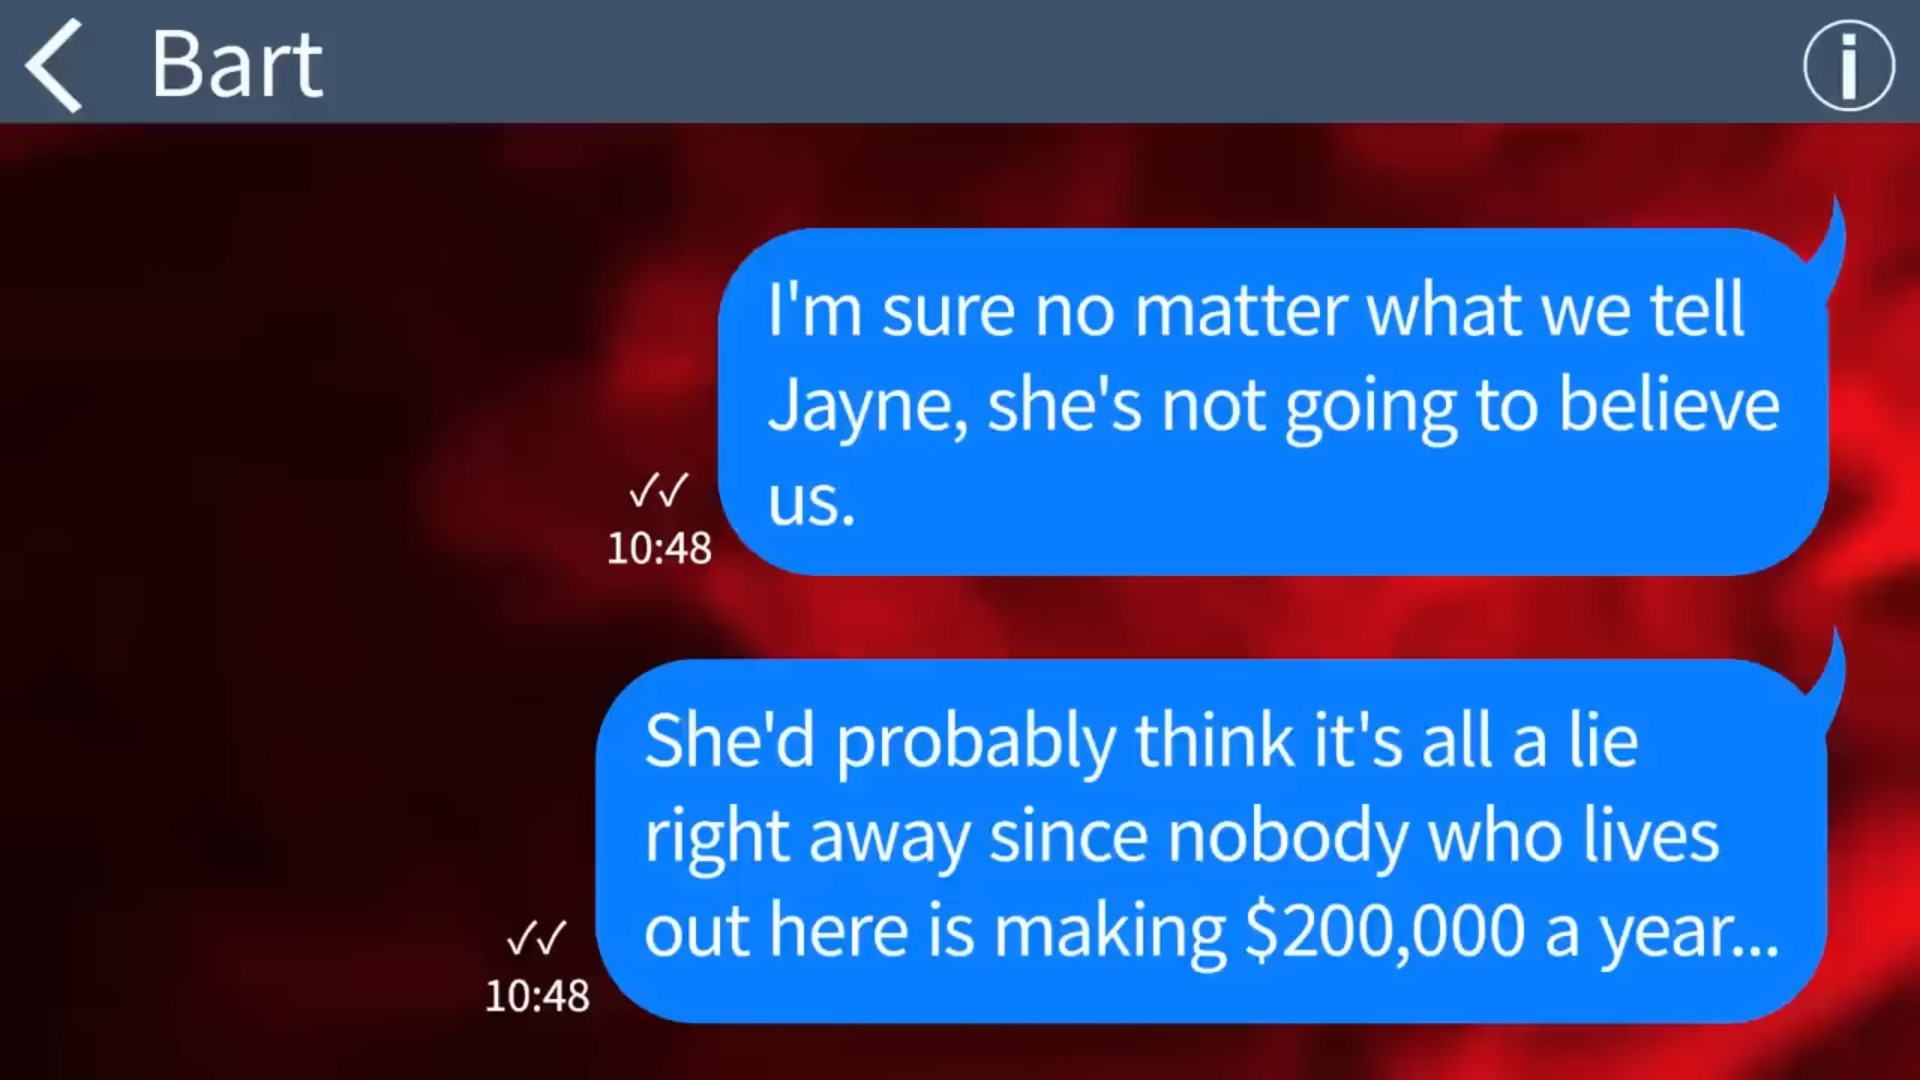 Bart
I'm sure no matter what we tell
Jayne, she's not going to believe
us.
✓✓
10:48
She'd probably think it's all a lie
right away since nobody who lives
out here is making $200,000 a year...
✓✓
10:48